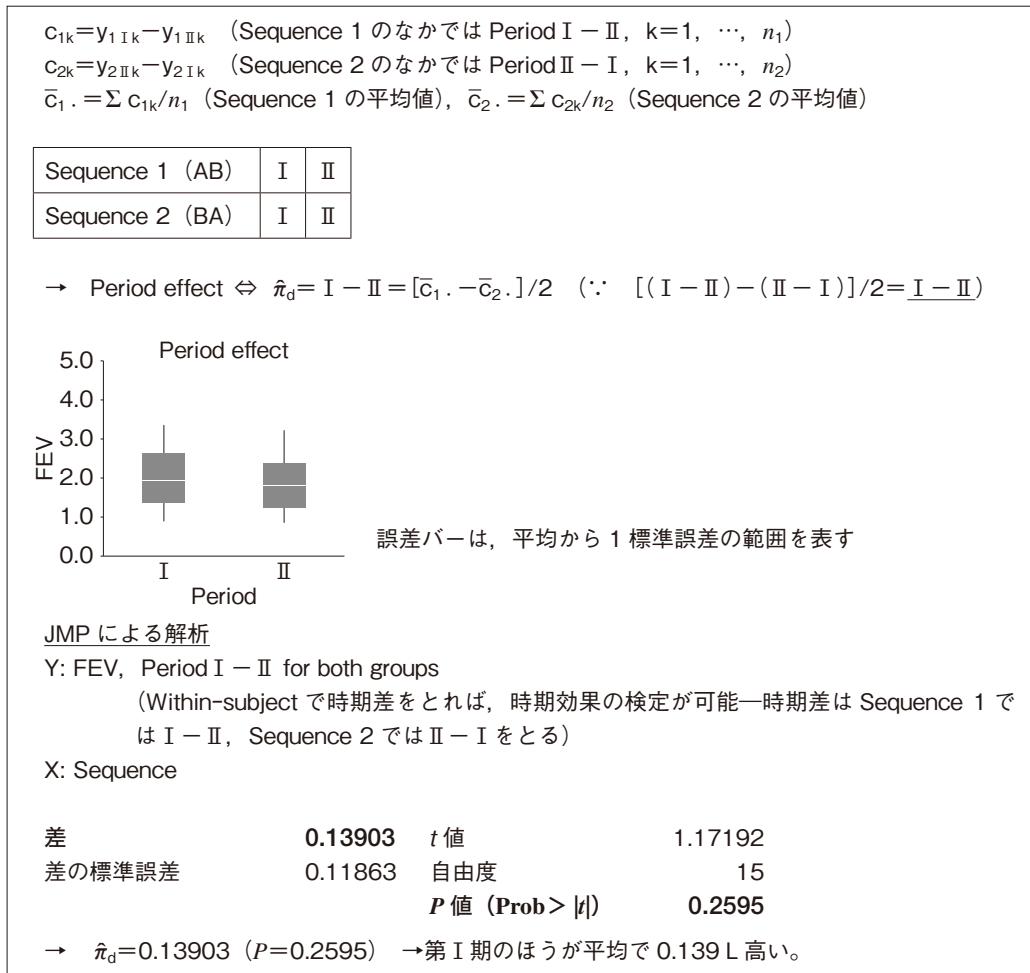 c1k=y1Ⅰk−y1Ⅱk （Sequence 1 のなかでは Period Ⅰ−Ⅱ，k=1，…，n1）
c2k=y2Ⅱk−y2Ⅰk （Sequence 2 のなかでは Period Ⅱ−Ⅰ，k=1，…，n2）
c̅1．=Σ c1k/n1（Sequence 1 の平均値），c̅2．=Σ c2k/n2（Sequence 2 の平均値）
Sequence 1（AB） Ⅰ Ⅱ
Sequence 2（BA） Ⅰ Ⅱ
→ Period effect ⇔ π̂d=Ⅰ−Ⅱ=[c̅1．−c̅2．]/2 （∵ [(Ⅰ−Ⅱ)−(Ⅱ−Ⅰ)]/2=Ⅰ−Ⅱ）
Period effect
5.0
4.0
3.0
2.0
1.0
0.0
FEV
Ⅰ Ⅱ
Period
誤差バーは，平均から 1 標準誤差の範囲を表す
JMP による解析
Y: FEV，Period Ⅰ−Ⅱ for both groups
（Within-subject で時期差をとれば，時期効果の検定が可能―時期差は Sequence 1 で
はⅠ−Ⅱ，Sequence 2 ではⅡ−Ⅰをとる）
X: Sequence
差 0.13903 t 値 1.17192
差の標準誤差 0.11863 自由度 15
P 値（Prob＞|t|） 0.2595
→ π̂d=0.13903（P=0.2595） →第Ⅰ期のほうが平均で 0.139 L 高い。